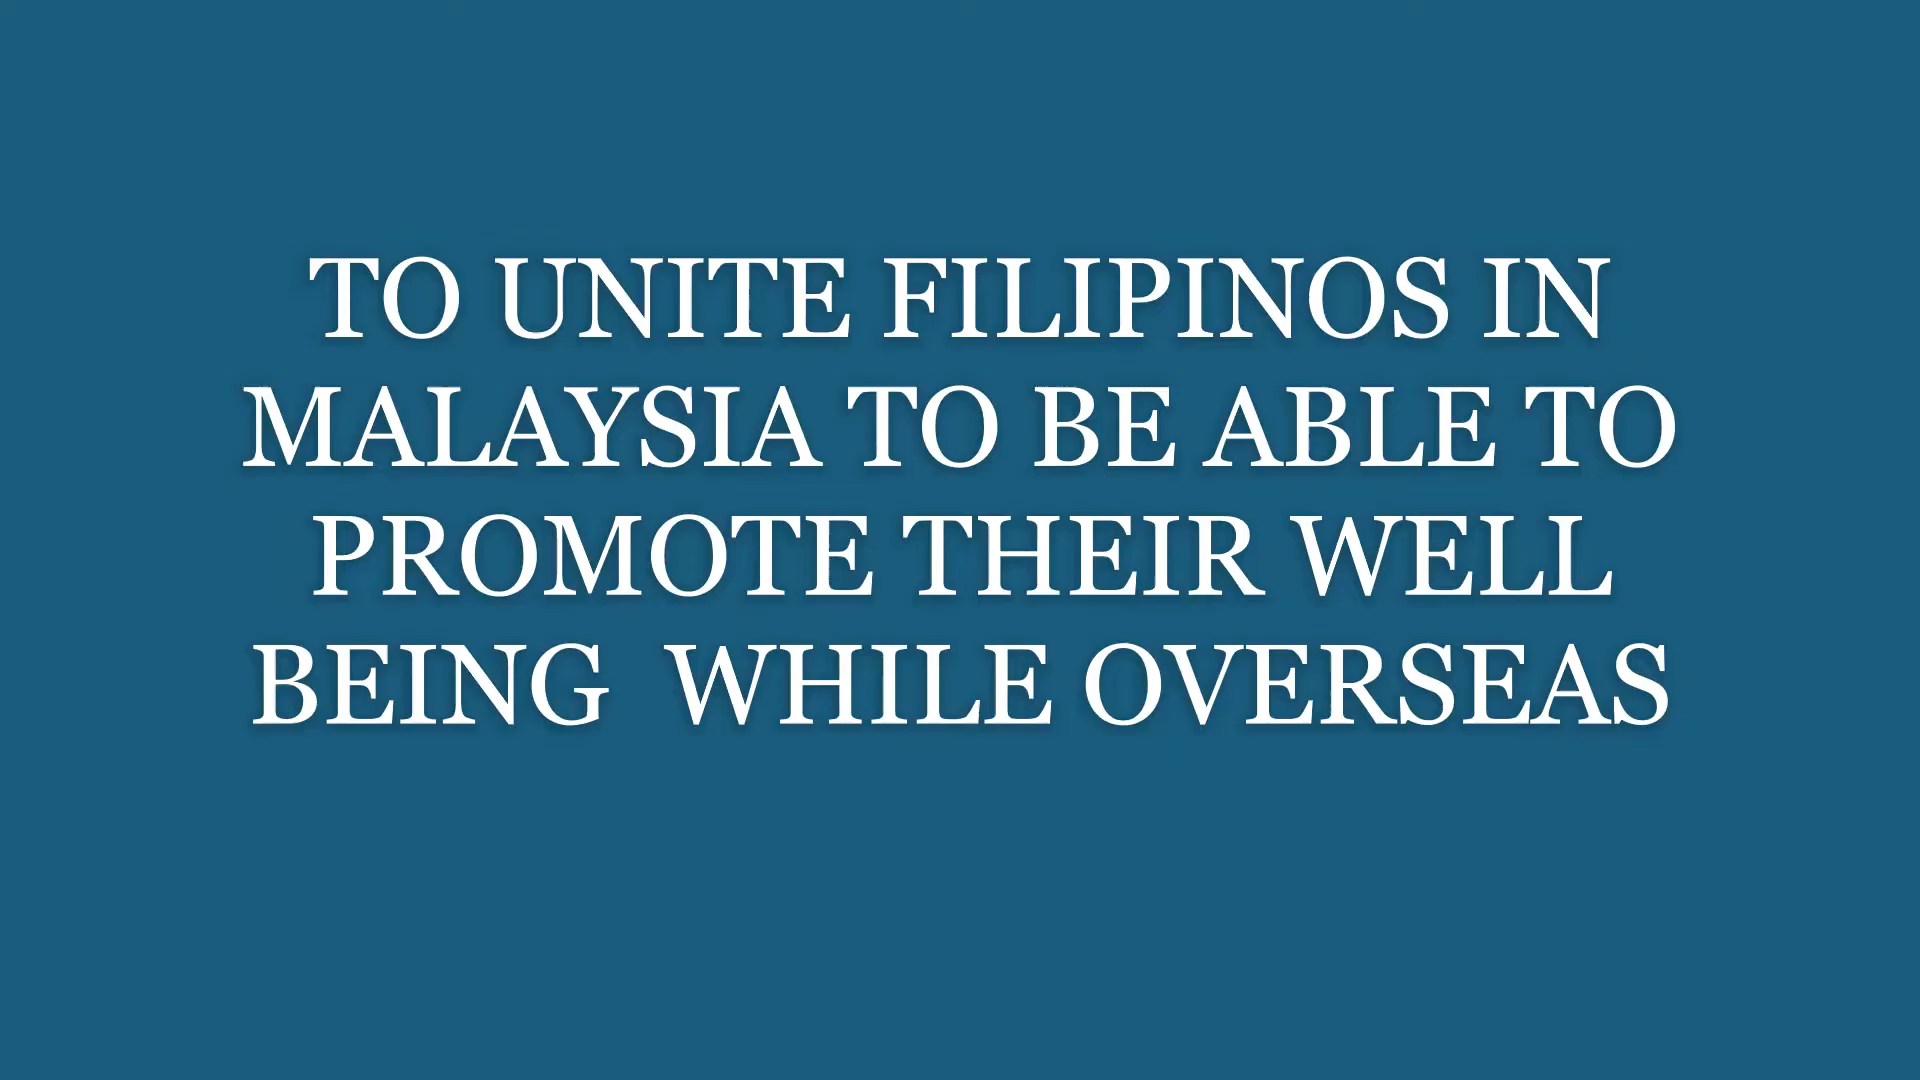 TO UNITE FILIPINOS IN
MALAYSIA TO BE ABLE TO
PROMOTE THEIR WELL
BEING  WHILE OVERSEAS